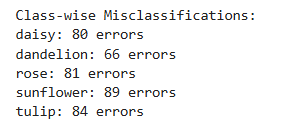 Class-wise Misclassifications:
daisy: 80 errors
dandelion: 66 errors
rose: 81 errors
sunflower: 89 errors
tulip: 84 errors